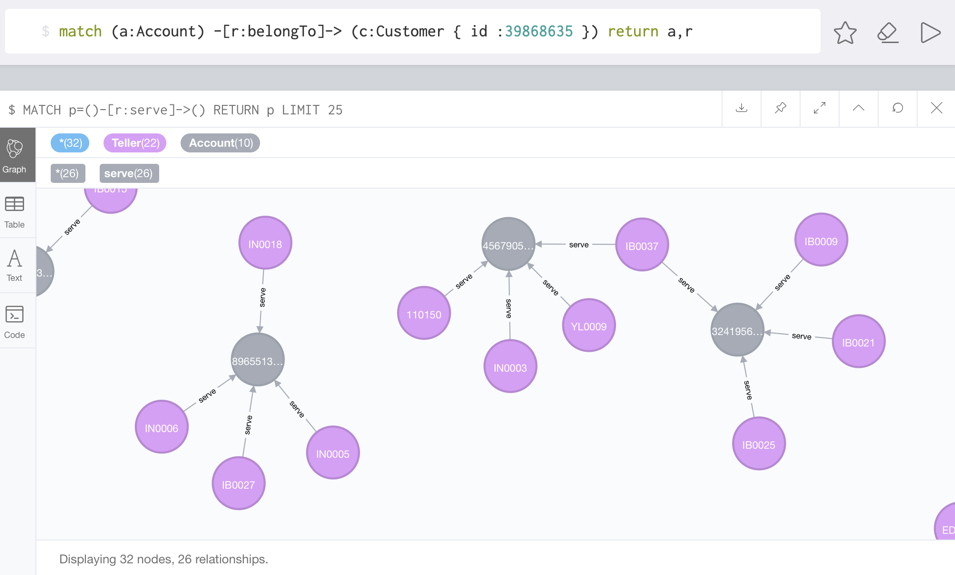 $ match (a:Account) -[r:belongTo]-> (c:Customer { id :39868635 }) return a,r
$ MATCH p=()-[r:serve]->() RETURN p LIMIT 25
Graph
Table
Text
Code
*(32) Teller(22) Account(10)
*(26) serve(26)
IB0015
serve
3...
IN0018
serve
8965513...
serve
serve
serve
IN0006
IB0027
IN0005
4567905...
serve
IB0037
serve
serve
serve
110150
IN0003
YL0009
serve
IB0009
serve
3241956...
serve
IB0021
serve
IB0025
ED
Displaying 32 nodes, 26 relationships.